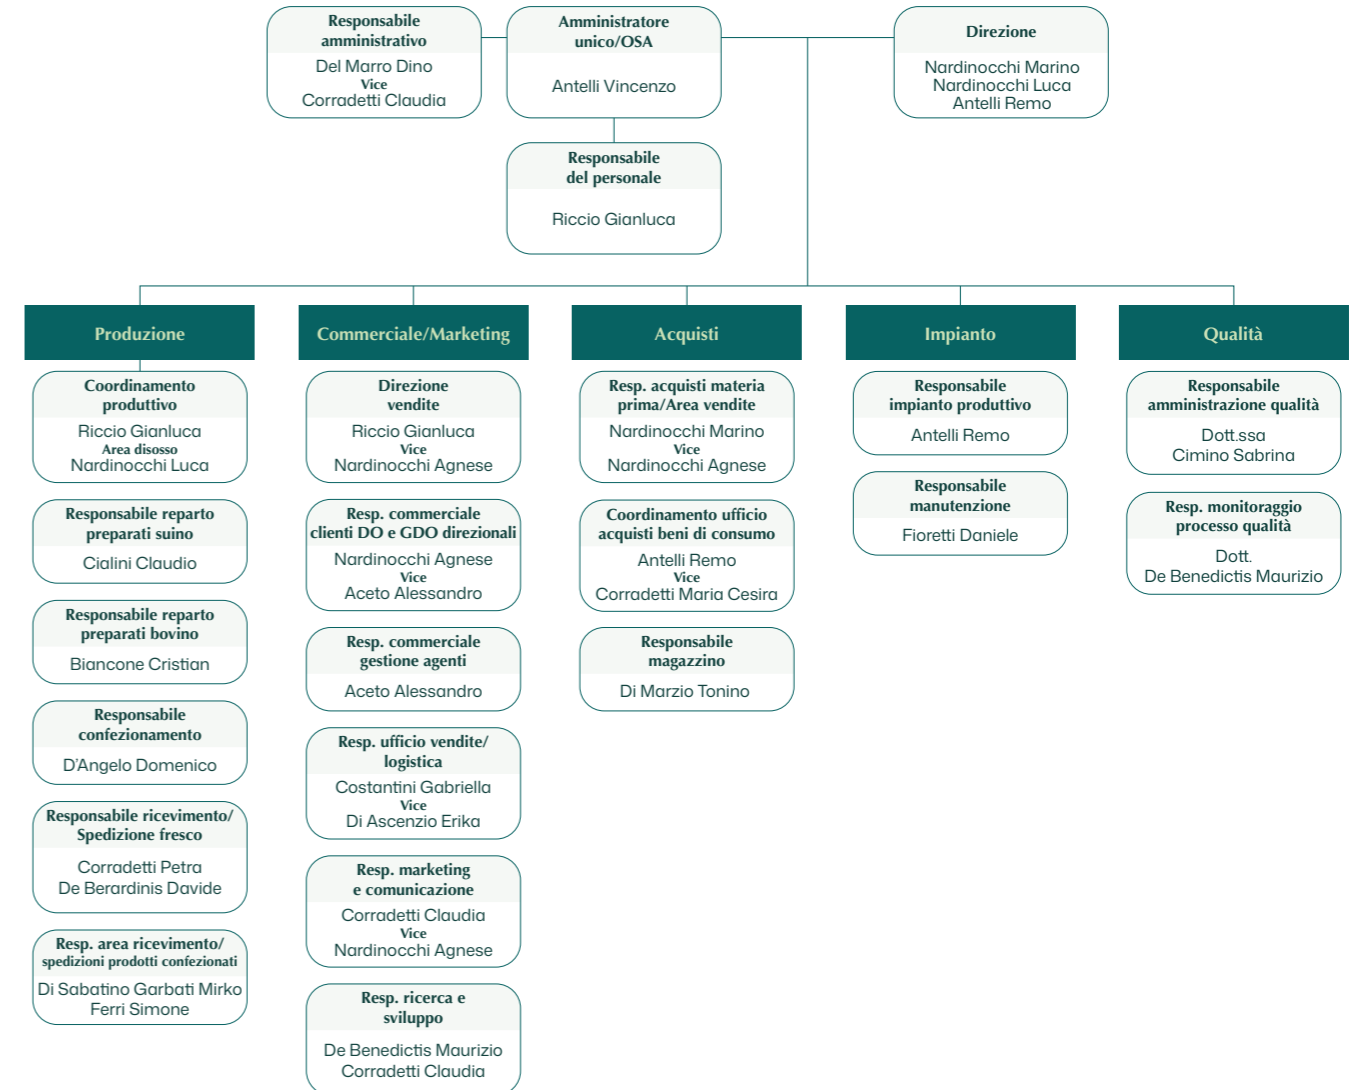 Responsabile
amministrativo
Del Marro Dino
Vice
Corradetti Claudia
Amministratore
unico/OSA
Antelli Vincenzo
Direzione
Nardinocchi Marino
Nardinocchi Luca
Antelli Remo
Responsabile
del personale
Riccio Gianluca
Produzione
Coordinamento
produttivo
Riccio Gianluca
Area disosso
Nardinocchi Luca
Responsabile reparto
preparati suino
Cialini Claudio
Responsabile reparto
preparati bovino
Biancone Cristian
Responsabile
confezionamento
D'Angelo Domenico
Responsabile ricevimento/
Spedizione fresco
Corradetti Petra
De Berardinis Davide
Resp. area ricevimento/
spedizioni prodotti confezionati
Di Sabatino Garbati Mirko
Ferri Simone
Commerciale/Marketing
Direzione
vendite
Riccio Gianluca
Vice
Nardinocchi Agnese
Resp. commerciale
clienti DO e GDO direzionali
Nardinocchi Agnese
Vice
Aceto Alessandro
Resp. commerciale
gestione agenti
Aceto Alessandro
Resp. ufficio vendite/
logistica
Costantini Gabriella
Vice
Di Ascenzio Erika
Resp. marketing
e comunicazione
Corradetti Claudia
Vice
Nardinocchi Agnese
Resp. ricerca e
sviluppo
De Benedictis Maurizio
Corradetti Claudia
Acquisti
Resp. acquisti materia
prima/Area vendite
Nardinocchi Marino
Vice
Nardinocchi Agnese
Coordinamento ufficio
acquisti beni di consumo
Antelli Remo
Vice
Corradetti Maria Cesira
Responsabile
magazzino
Di Marzio Tonino
Impianto
Responsabile
impianto produttivo
Antelli Remo
Responsabile
manutenzione
Fioretti Daniele
Qualità
Responsabile
amministrazione qualità
Dott.ssa
Cimino Sabrina
Resp. monitoraggio
processo qualità
Dott.
De Benedictis Maurizio